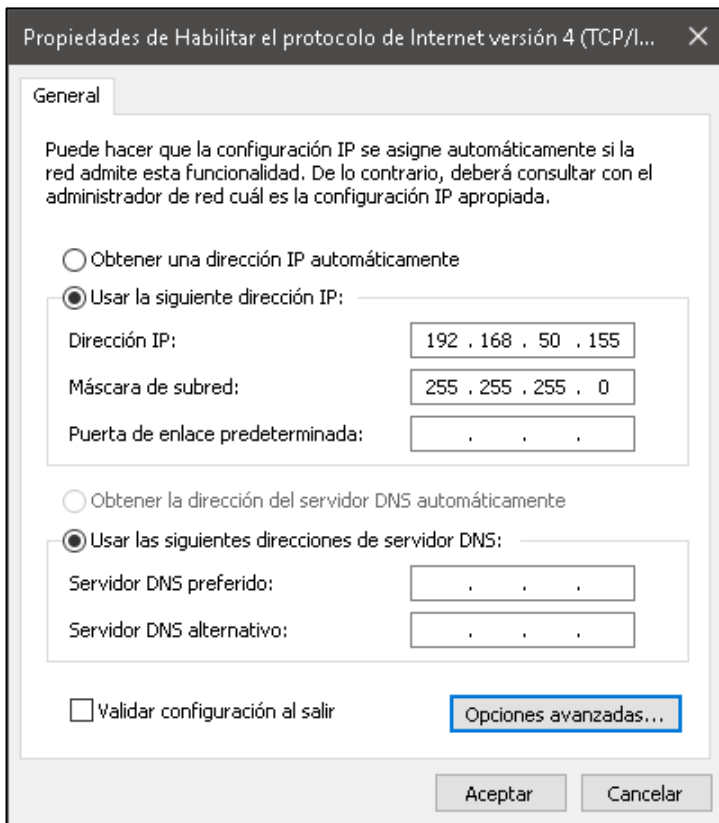 Propiedades de Habilitar el protocolo de Internet versión 4 (TCP/I...
General
Puede hacer que la configuración IP se asigne automáticamente si la
red admite esta funcionalidad. De lo contrario, deberá consultar con el
administrador de red cuál es la configuración IP apropiada.
Obtener una dirección IP automáticamente
Usar la siguiente dirección IP:
Dirección IP: 192 . 168 . 50 . 155
Máscara de subred: 255 . 255 . 255 . 0
Puerta de enlace predeterminada: . . .
Obtener la dirección del servidor DNS automáticamente
Usar las siguientes direcciones de servidor DNS:
Servidor DNS preferido: . . .
Servidor DNS alternativo: . . .
Validar configuración al salir Opciones avanzadas...
Aceptar Cancelar